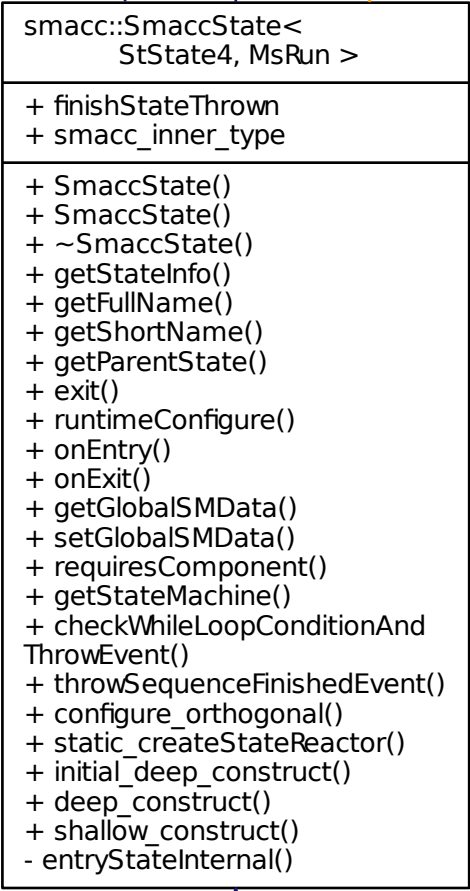 smacc::SmaccState<
StState4, MsRun >
+ finishStateThrown
+ smacc_inner_type
+ SmaccState()
+ SmaccState()
+ ~SmaccState()
+ getStateInfo()
+ getFullName()
+ getShortName()
+ getParentState()
+ exit()
+ runtimeConfigure()
+ onEntry()
+ onExit()
+ getGlobalSMData()
+ setGlobalSMData()
+ requiresComponent()
+ getStateMachine()
+ checkWhileLoopConditionAnd
ThrowEvent()
+ throwSequenceFinishedEvent()
+ configure_orthogonal()
+ static_createStateReactor()
+ initial_deep_construct()
+ deep_construct()
+ shallow_construct()
- entryStateInternal()